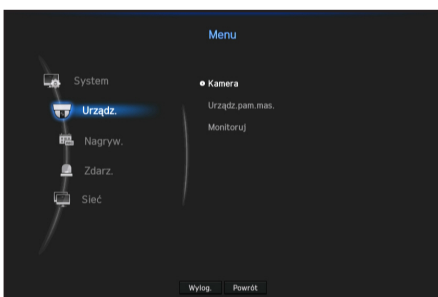 Menu
System
Urządz.
Nagryw.
Zdarz.
Sieć
Kamera
Urządz.pam.mas.
Monitoruj
Wylog.
Powrót